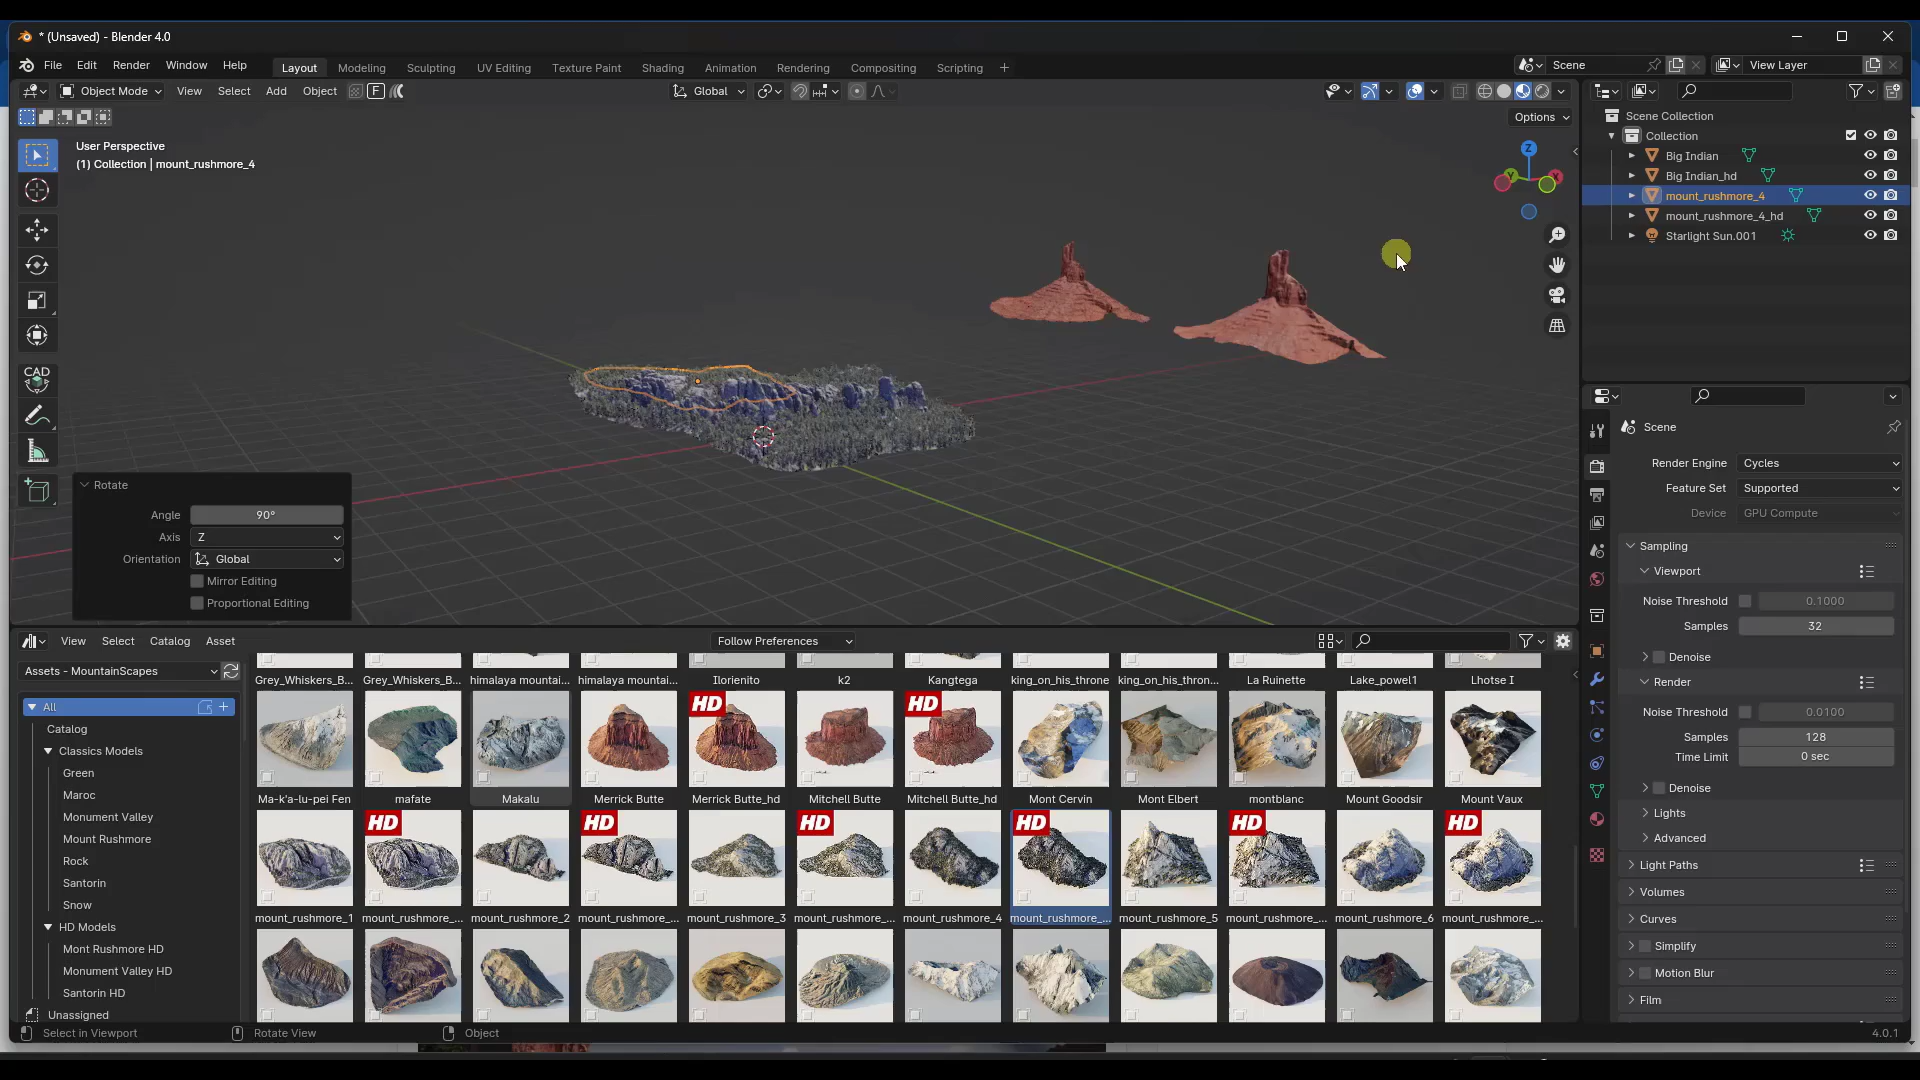 * (Unsaved) - Blender 4.0
File Edit Render Window Help
Layout Modeling Sculpting UV Editing Texture Paint Shading Animation Rendering Compositing Scripting +
Scene
View Layer
Object Mode View Select Add Object F
Global
Options
User Perspective
(1) Collection | mount_rushmore_4
Z
CAD
Scene Collection
Collection
Big Indian
Big Indian_hd
mount_rushmore_4
mount_rushmore_4_hd
Starlight Sun.001
Rotate
Angle 90°
Axis Z
Orientation Global
Mirror Editing
Proportional Editing
Scene
Render Engine Cycles
Feature Set Supported
Device GPU Compute
Sampling
Viewport
Noise Threshold 0.1000
Samples 32
Denoise
Render
Noise Threshold 0.0100
Samples 128
Time Limit 0 sec
Denoise
Lights
Advanced
Light Paths
Volumes
Curves
Simplify
Motion Blur
Film
View Select Catalog Asset
Follow Preferences
Assets - MountainScapes
All
Catalog
Classics Models
Green
Maroc
Monument Valley
Mount Rushmore
Rock
Santorin
Snow
HD Models
Mont Rushmore HD
Monument Valley HD
Santorin HD
Unassigned
Grey_Whiskers_B... Grey_Whiskers_B... himalaya mountai... himalaya mountai... Ilorienito k2 Kangtega king_on_his_throne king_on_his_thron... La Ruinette Lake_powel1 Lhotse I
HD HD
Ma-k'a-lu-pei Fen mafate Makalu Merrick Butte Merrick Butte_hd Mitchell Butte Mitchell Butte_hd Mont Cervin Mont Elbert montblanc Mount Goodsir Mount Vaux
HD HD HD HD HD HD
mount_rushmore_1 mount_rushmore_... mount_rushmore_2 mount_rushmore_... mount_rushmore_3 mount_rushmore_... mount_rushmore_4 mount_rushmore_... mount_rushmore_5 mount_rushmore_... mount_rushmore_6 mount_rushmore_...
Select in Viewport Rotate View Object
4.0.1